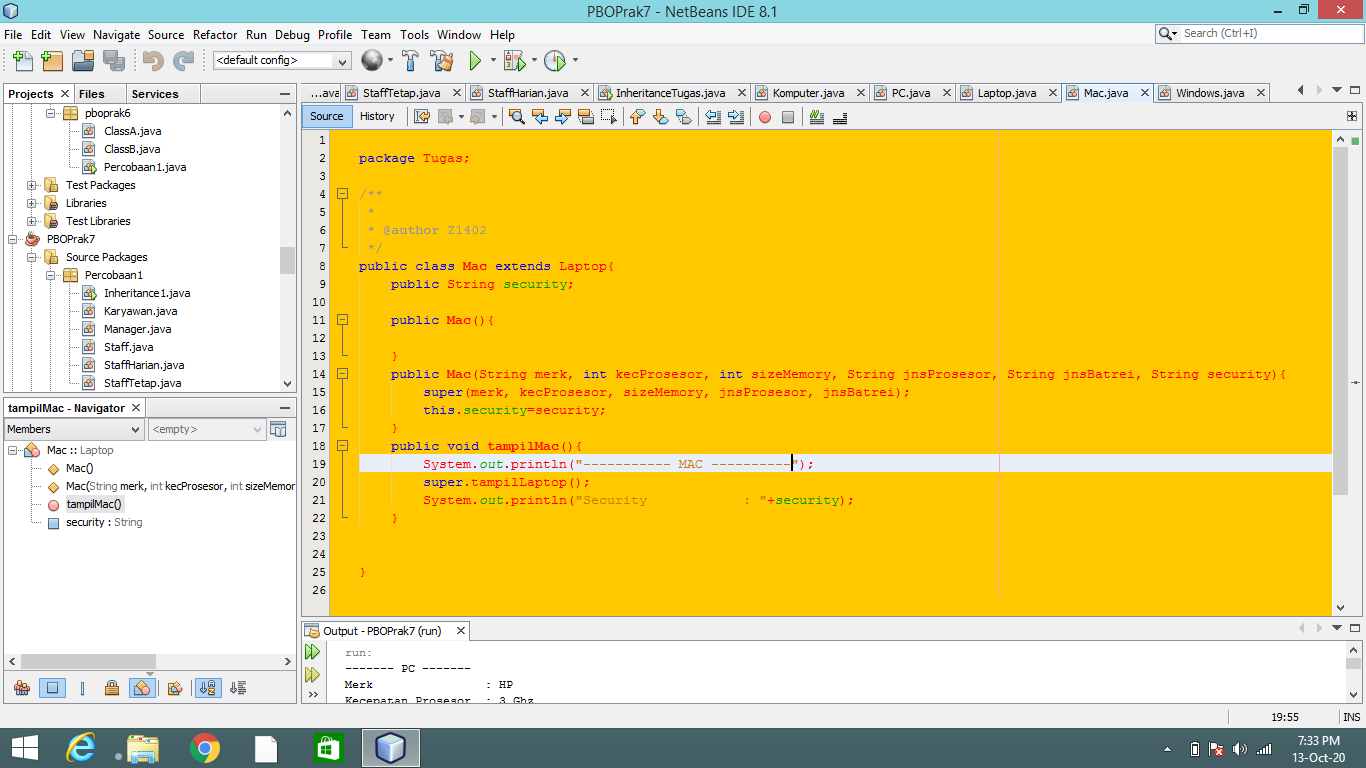 PBOPrak7 - NetBeans IDE 8.1
File Edit View Navigate Source Refactor Run Debug Profile Team Tools Window Help
Search (Ctrl+I)
<default config>
Projects Files Services
...ava StaffTetap.java StaffHarian.java InheritanceTugas.java Komputer.java PC.java Laptop.java Mac.java Windows.java
Source History
pboprak6
ClassA.java
ClassB.java
Percobaan1.java
Test Packages
Libraries
Test Libraries
PBOPrak7
Source Packages
Percobaan1
Inheritance1.java
Karyawan.java
Manager.java
Staff.java
StaffHarian.java
StaffTetap.java
tampilMac - Navigator
Members <empty>
Mac :: Laptop
Mac()
Mac(String merk, int kecProsesor, int sizeMemor
tampilMac()
security : String
1
2 package Tugas;
3
4 /**
5 *
6 * @author Z1402
7 */
8 public class Mac extends Laptop{
9 public String security;
10
11 public Mac(){
12
13 }
14 public Mac(String merk, int kecProsesor, int sizeMemory, String jnsProsesor, String jnsBatrei, String security){
15 super(merk, kecProsesor, sizeMemory, jnsProsesor, jnsBatrei);
16 this.security=security;
17 }
18 public void tampilMac(){
19 System.out.println("----------- MAC ----------");
20 super.tampilLaptop();
21 System.out.println("Security            : "+security);
22 }
23
24
25 }
26
Output - PBOPrak7 (run)
run:
------- PC -------
Merk                : HP
Kecepatan Prosesor  : 3 Ghz
19:55 INS
7:33 PM
13-Oct-20